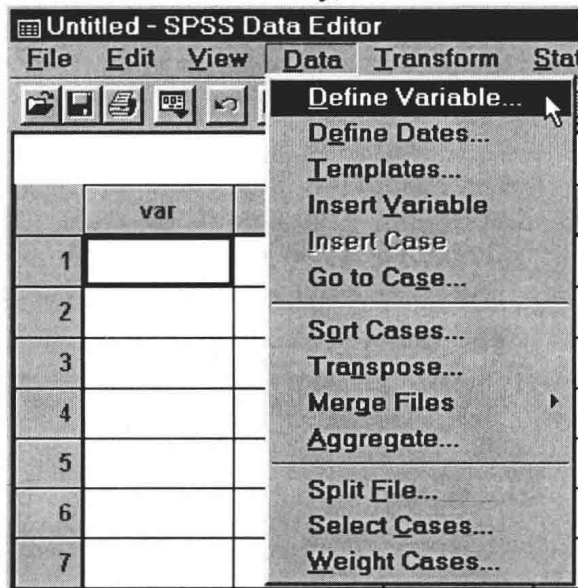 Untitled - SPSS Data Editor
File Edit View Data Transform Stat
Define Variable...
Define Dates...
Templates...
var
Insert Variable
1
Insert Case
Go to Case...
2
Sort Cases...
3
Transpose...
4
Merge Files
Aggregate...
5
Split File...
6
Select Cases...
7
Weight Cases...